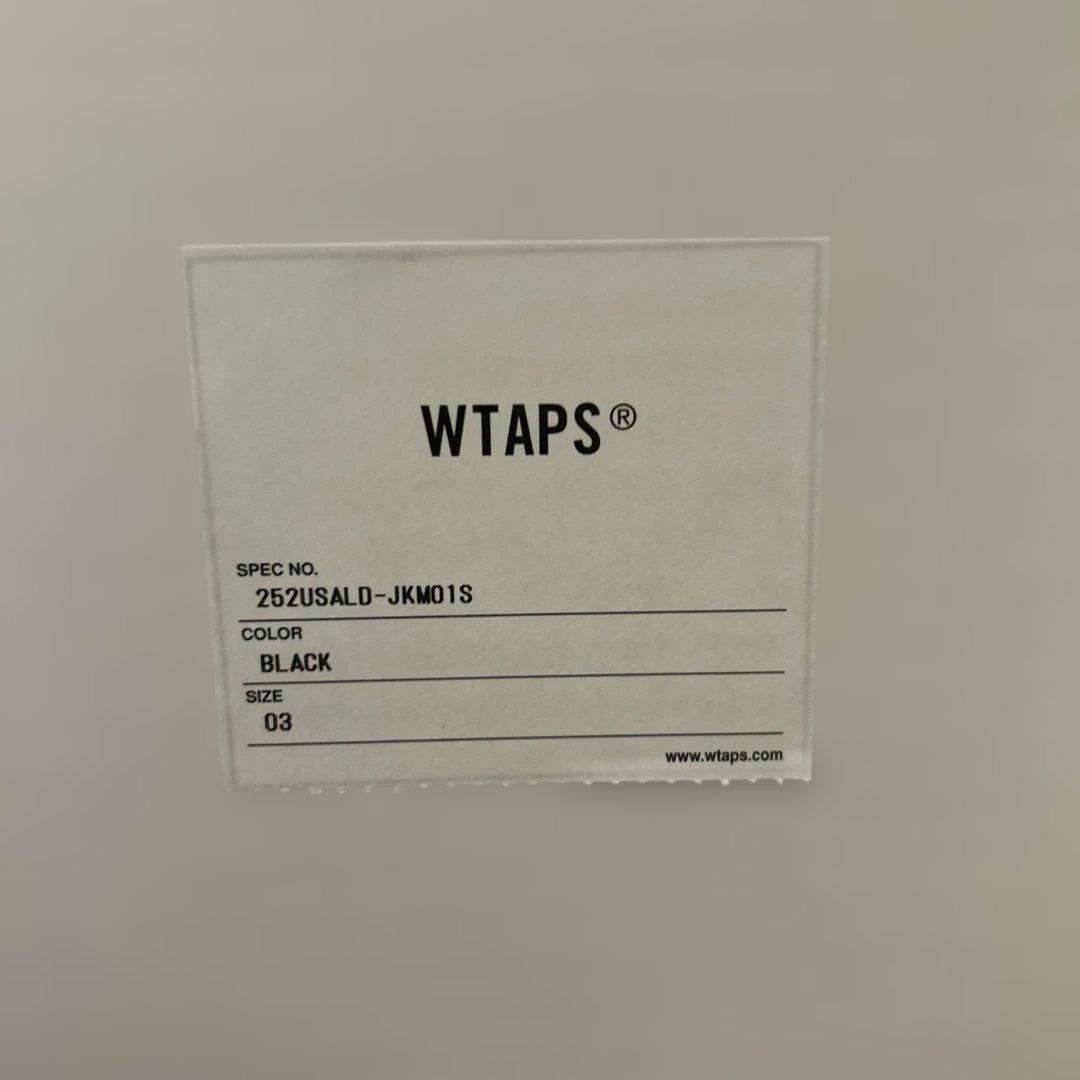 WTAPS®
SPEC NO.
252USALD-JKM01S
COLOR
BLACK
SIZE
03
www.wtaps.com